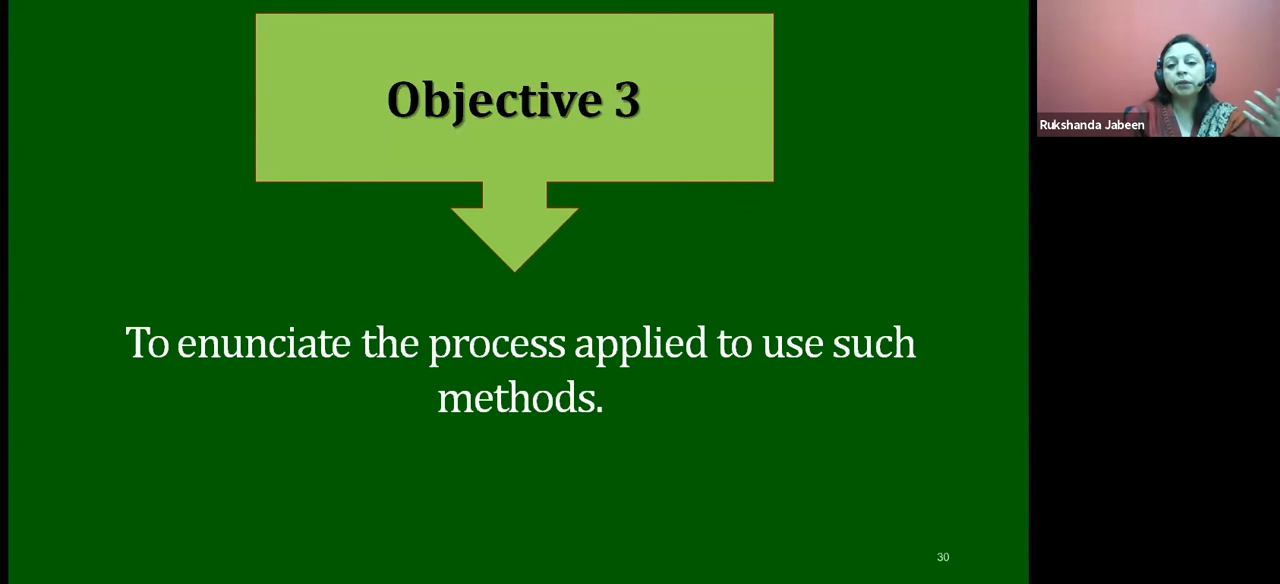 Objective 3
To enunciate the process applied to use such
methods.
30
Rukshanda Jabeen